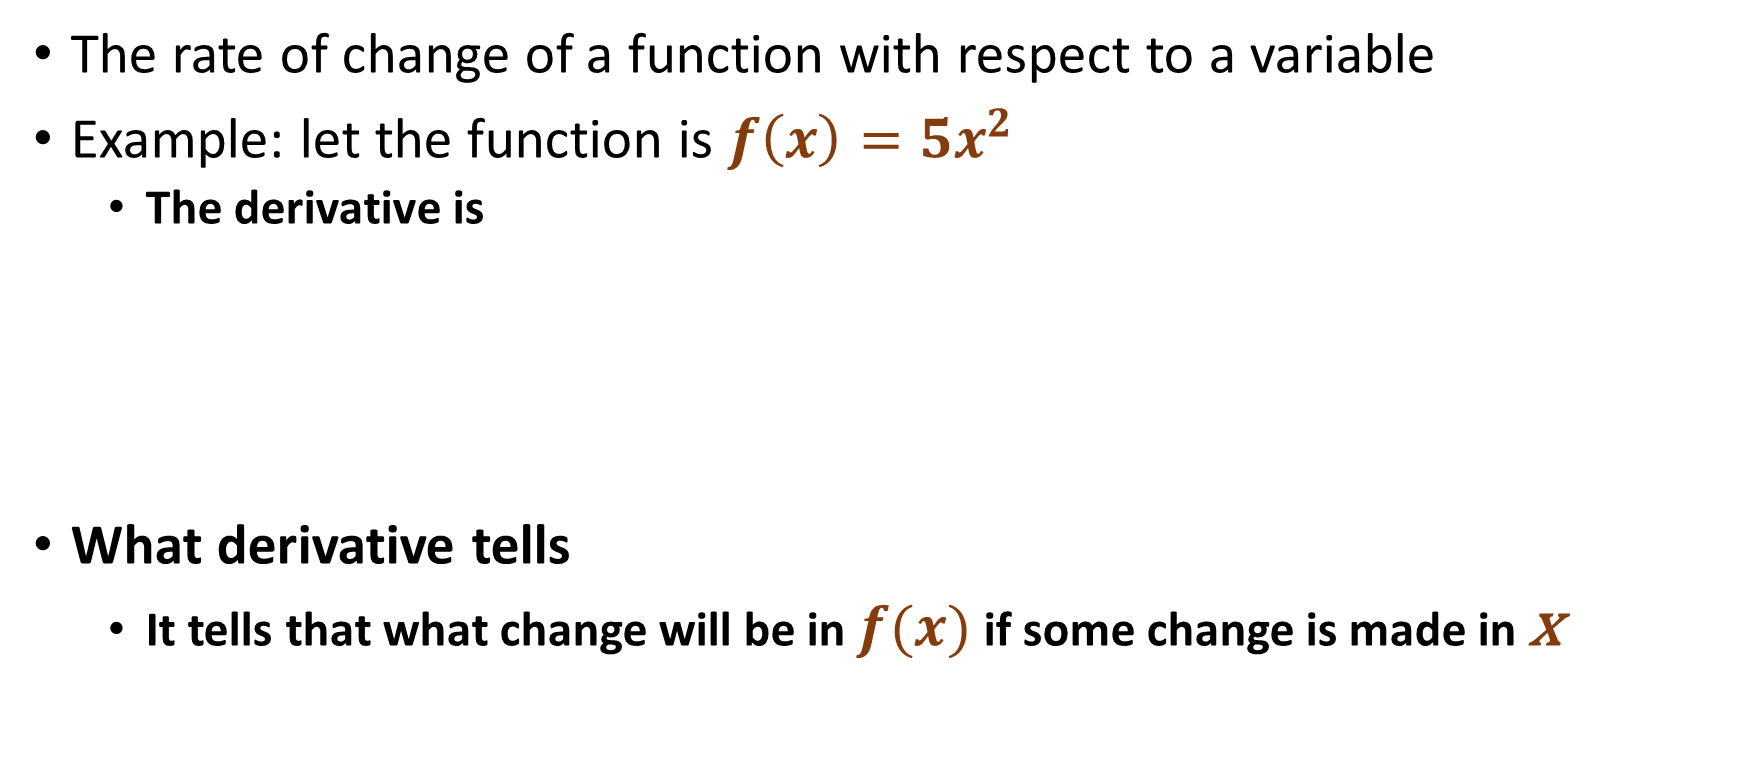 • The rate of change of a function with respect to a variable
• Example: let the function is f(x) = 5x²
• The derivative is
• What derivative tells
• It tells that what change will be in f(x) if some change is made in X